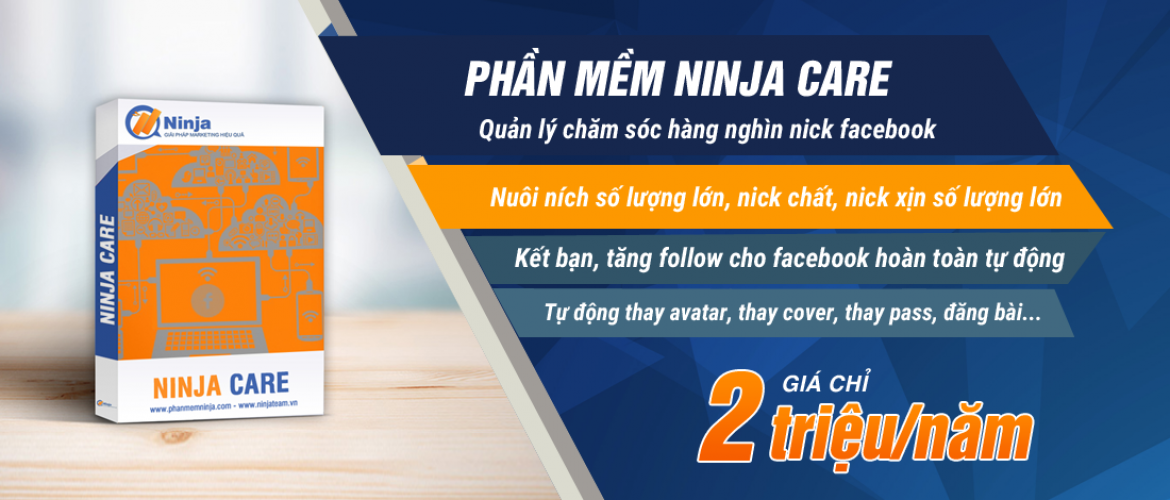 Ninja
GIẢI PHÁP MARKETING HIỆU QUẢ
NINJA CARE
NINJA CARE
www.phanmemninja.com - www.ninjateam.vn
PHẦN MỀM NINJA CARE
Quản lý chăm sóc hàng nghìn nick facebook
Nuôi ních số lượng lớn, nick chất, nick xịn số lượng lớn
Kết bạn, tăng follow cho facebook hoàn toàn tự động
Tự động thay avatar, thay cover, thay pass, đăng bài...
GIÁ CHỈ
2 triệu/năm